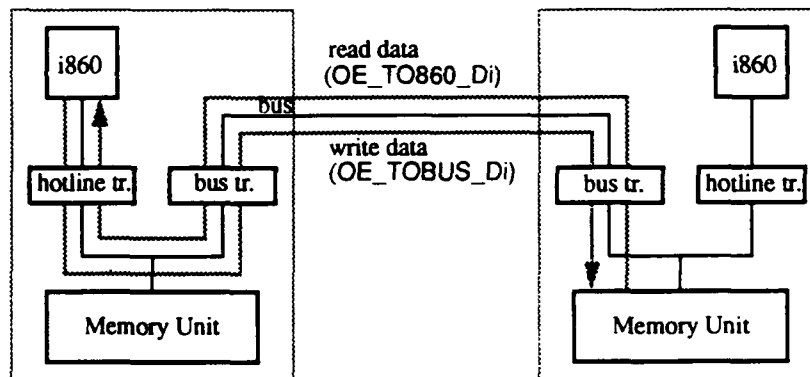 i860
read data
(OE_TO860_Di)
i860
bus
write data
(OE_TOBUS_Di)
hotline tr.
bus tr.
bus tr.
hotline tr.
Memory Unit
Memory Unit